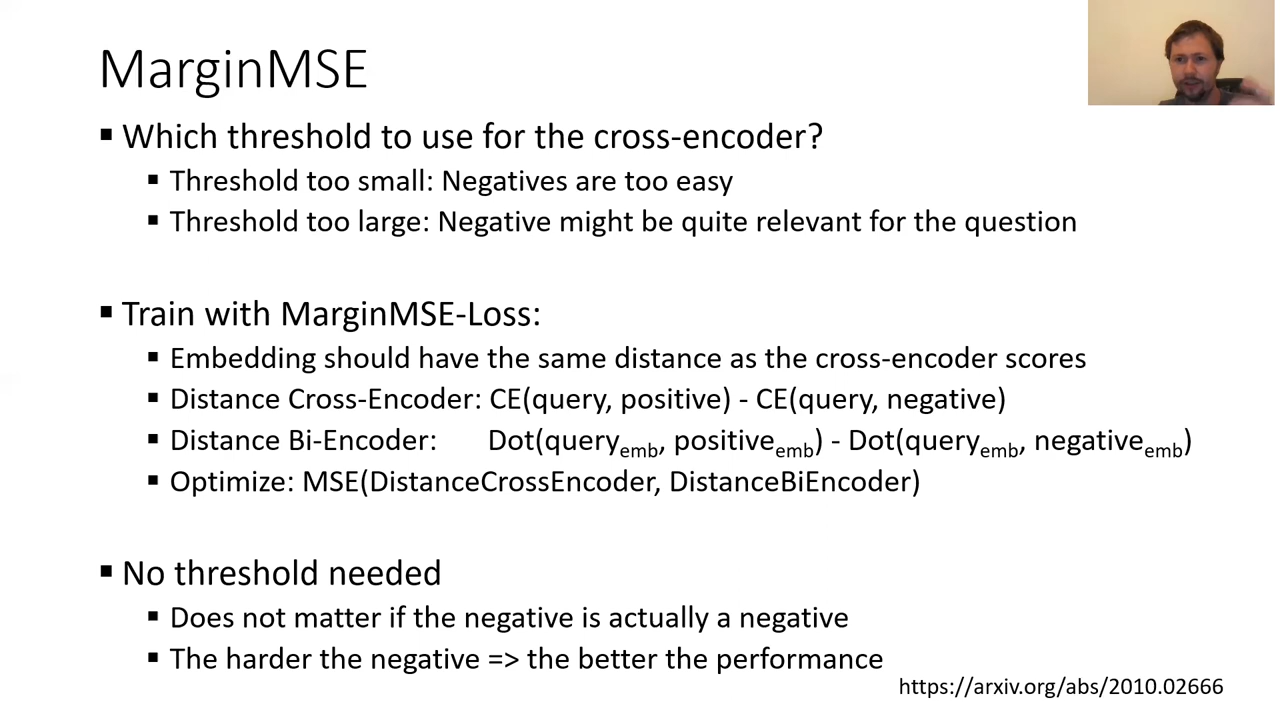 MarginMSE
▪ Which threshold to use for the cross-encoder?
▪ Threshold too small: Negatives are too easy
▪ Threshold too large: Negative might be quite relevant for the question
▪ Train with MarginMSE-Loss:
▪ Embedding should have the same distance as the cross-encoder scores
▪ Distance Cross-Encoder: CE(query, positive) - CE(query, negative)
▪ Distance Bi-Encoder: Dot(query_emb, positive_emb) - Dot(query_emb, negative_emb)
▪ Optimize: MSE(DistanceCrossEncoder, DistanceBiEncoder)
▪ No threshold needed
▪ Does not matter if the negative is actually a negative
▪ The harder the negative => the better the performance
https://arxiv.org/abs/2010.02666